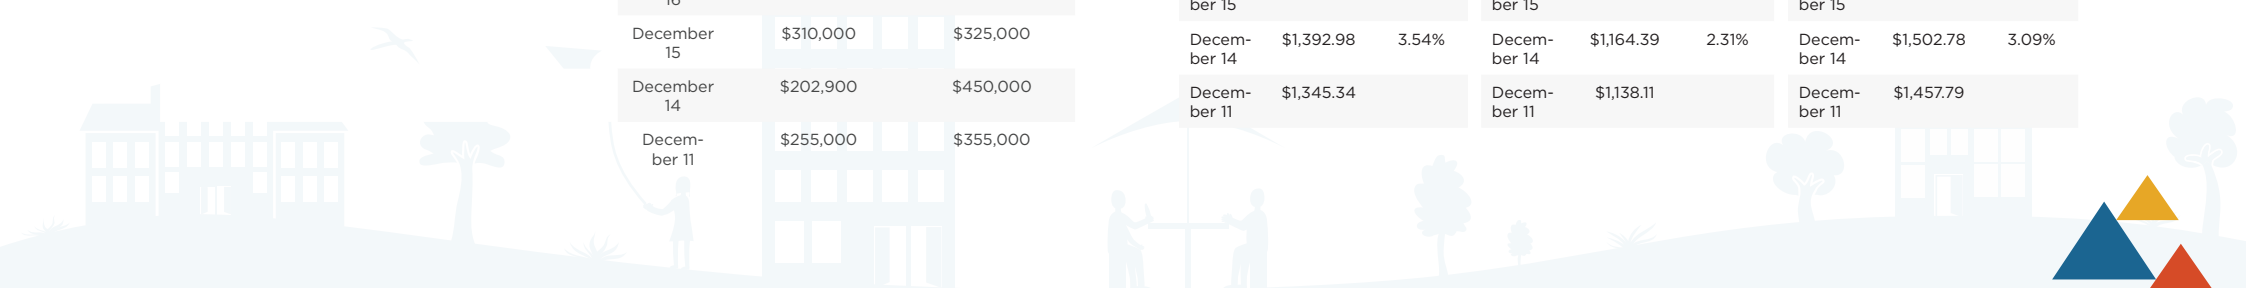 16
December $310,000 $325,000
15
December $202,900 $450,000
14
Decem- $255,000 $355,000
ber 11
ber 15 ber 15 ber 15
Decem- $1,392.98 3.54% Decem- $1,164.39 2.31% Decem- $1,502.78 3.09%
ber 14 ber 14 ber 14
Decem- $1,345.34 Decem- $1,138.11 Decem- $1,457.79
ber 11 ber 11 ber 11